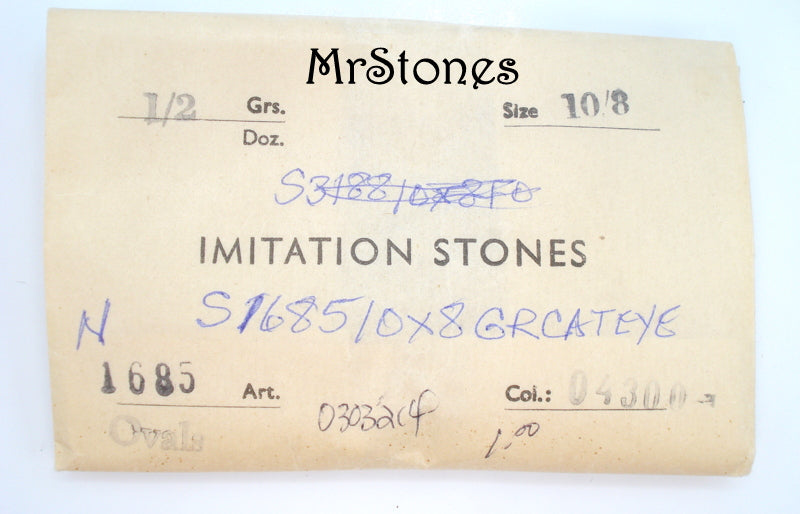 MrStones
1/2 Grs. Size 10/8
Doz.
S3188 10x8FO
IMITATION STONES
N S1685 10X8 GRCATEYE
1685 Art. Col.: 04300
Ovals 030324 1.00